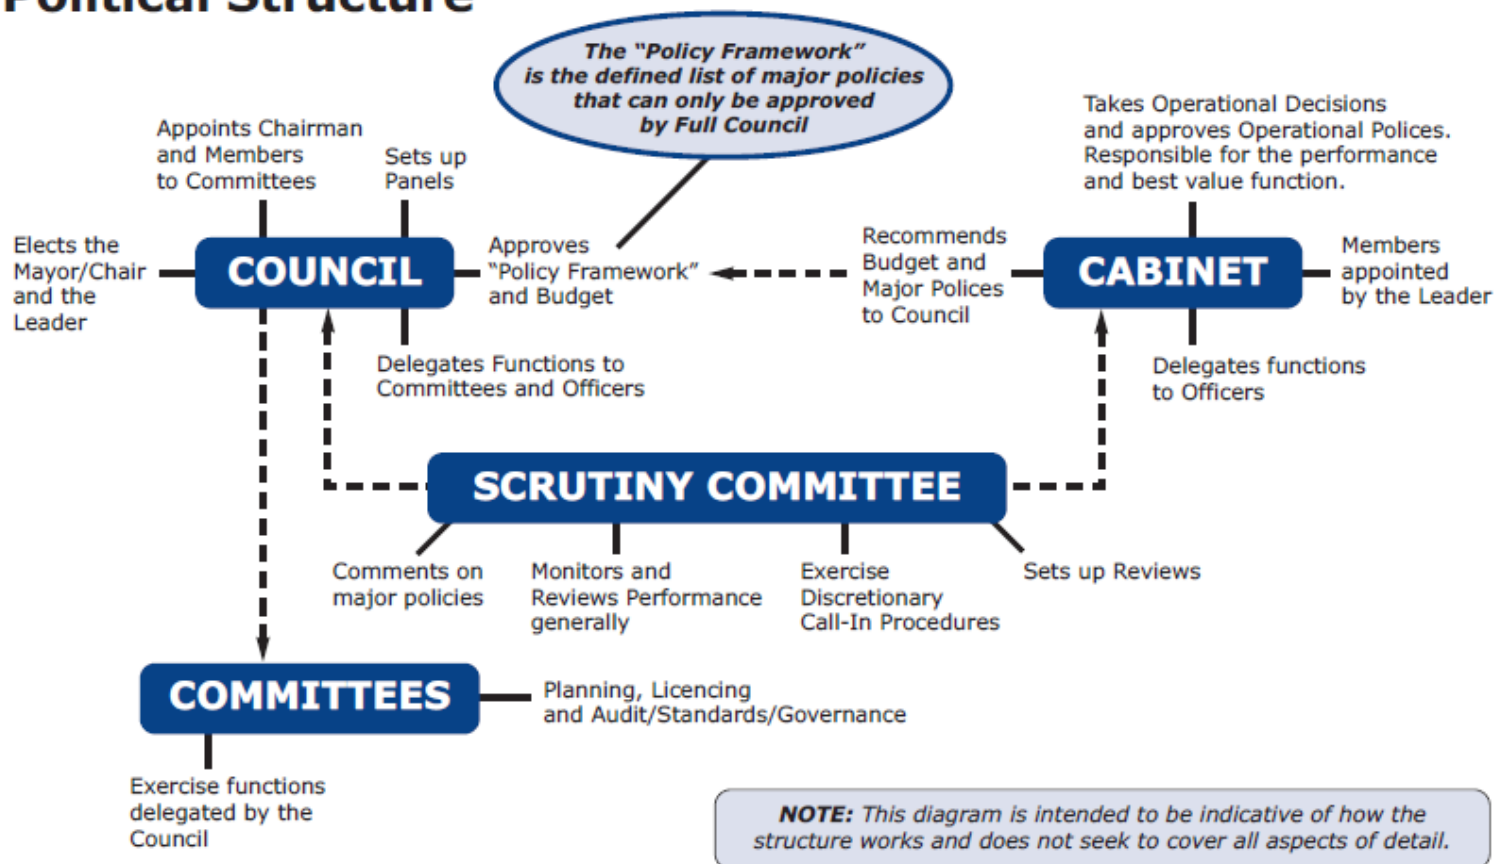 Political Structure
The “Policy Framework”
is the defined list of major policies
that can only be approved
by Full Council
Takes Operational Decisions
and approves Operational Polices.
Responsible for the performance
and best value function.
Appoints Chairman
and Members
to Committees
Sets up
Panels
Elects the
Mayor/Chair
and the
Leader
COUNCIL
Approves
“Policy Framework”
and Budget
Recommends
Budget and
Major Polices
to Council
CABINET
Members
appointed
by the Leader
Delegates Functions to
Committees and Officers
Delegates functions
to Officers
SCRUTINY COMMITTEE
Comments on
major policies
Monitors and
Reviews Performance
generally
Exercise
Discretionary
Call-In Procedures
Sets up Reviews
COMMITTEES
Planning, Licencing
and Audit/Standards/Governance
Exercise functions
delegated by the
Council
NOTE: This diagram is intended to be indicative of how the
structure works and does not seek to cover all aspects of detail.